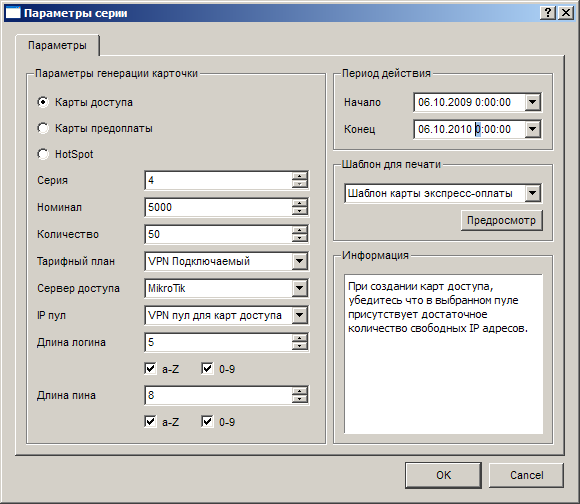 Параметры серии
Параметры
Параметры генерации карточки
Карты доступа
Карты предоплаты
HotSpot
Серия 4
Номинал 5000
Количество 50
Тарифный план VPN Подключаемый
Сервер доступа MikroTik
IP пул VPN пул для карт доступа
Длина логина 5
a-Z 0-9
Длина пина 8
a-Z 0-9
Период действия
Начало 06.10.2009 0:00:00
Конец 06.10.2010 0:00:00
Шаблон для печати
Шаблон карты экспресс-оплаты
Предросмотр
Информация
При создании карт доступа,
убедитесь что в выбранном пуле
присутствует достаточное
количество свободных IP адресов.
OK Cancel